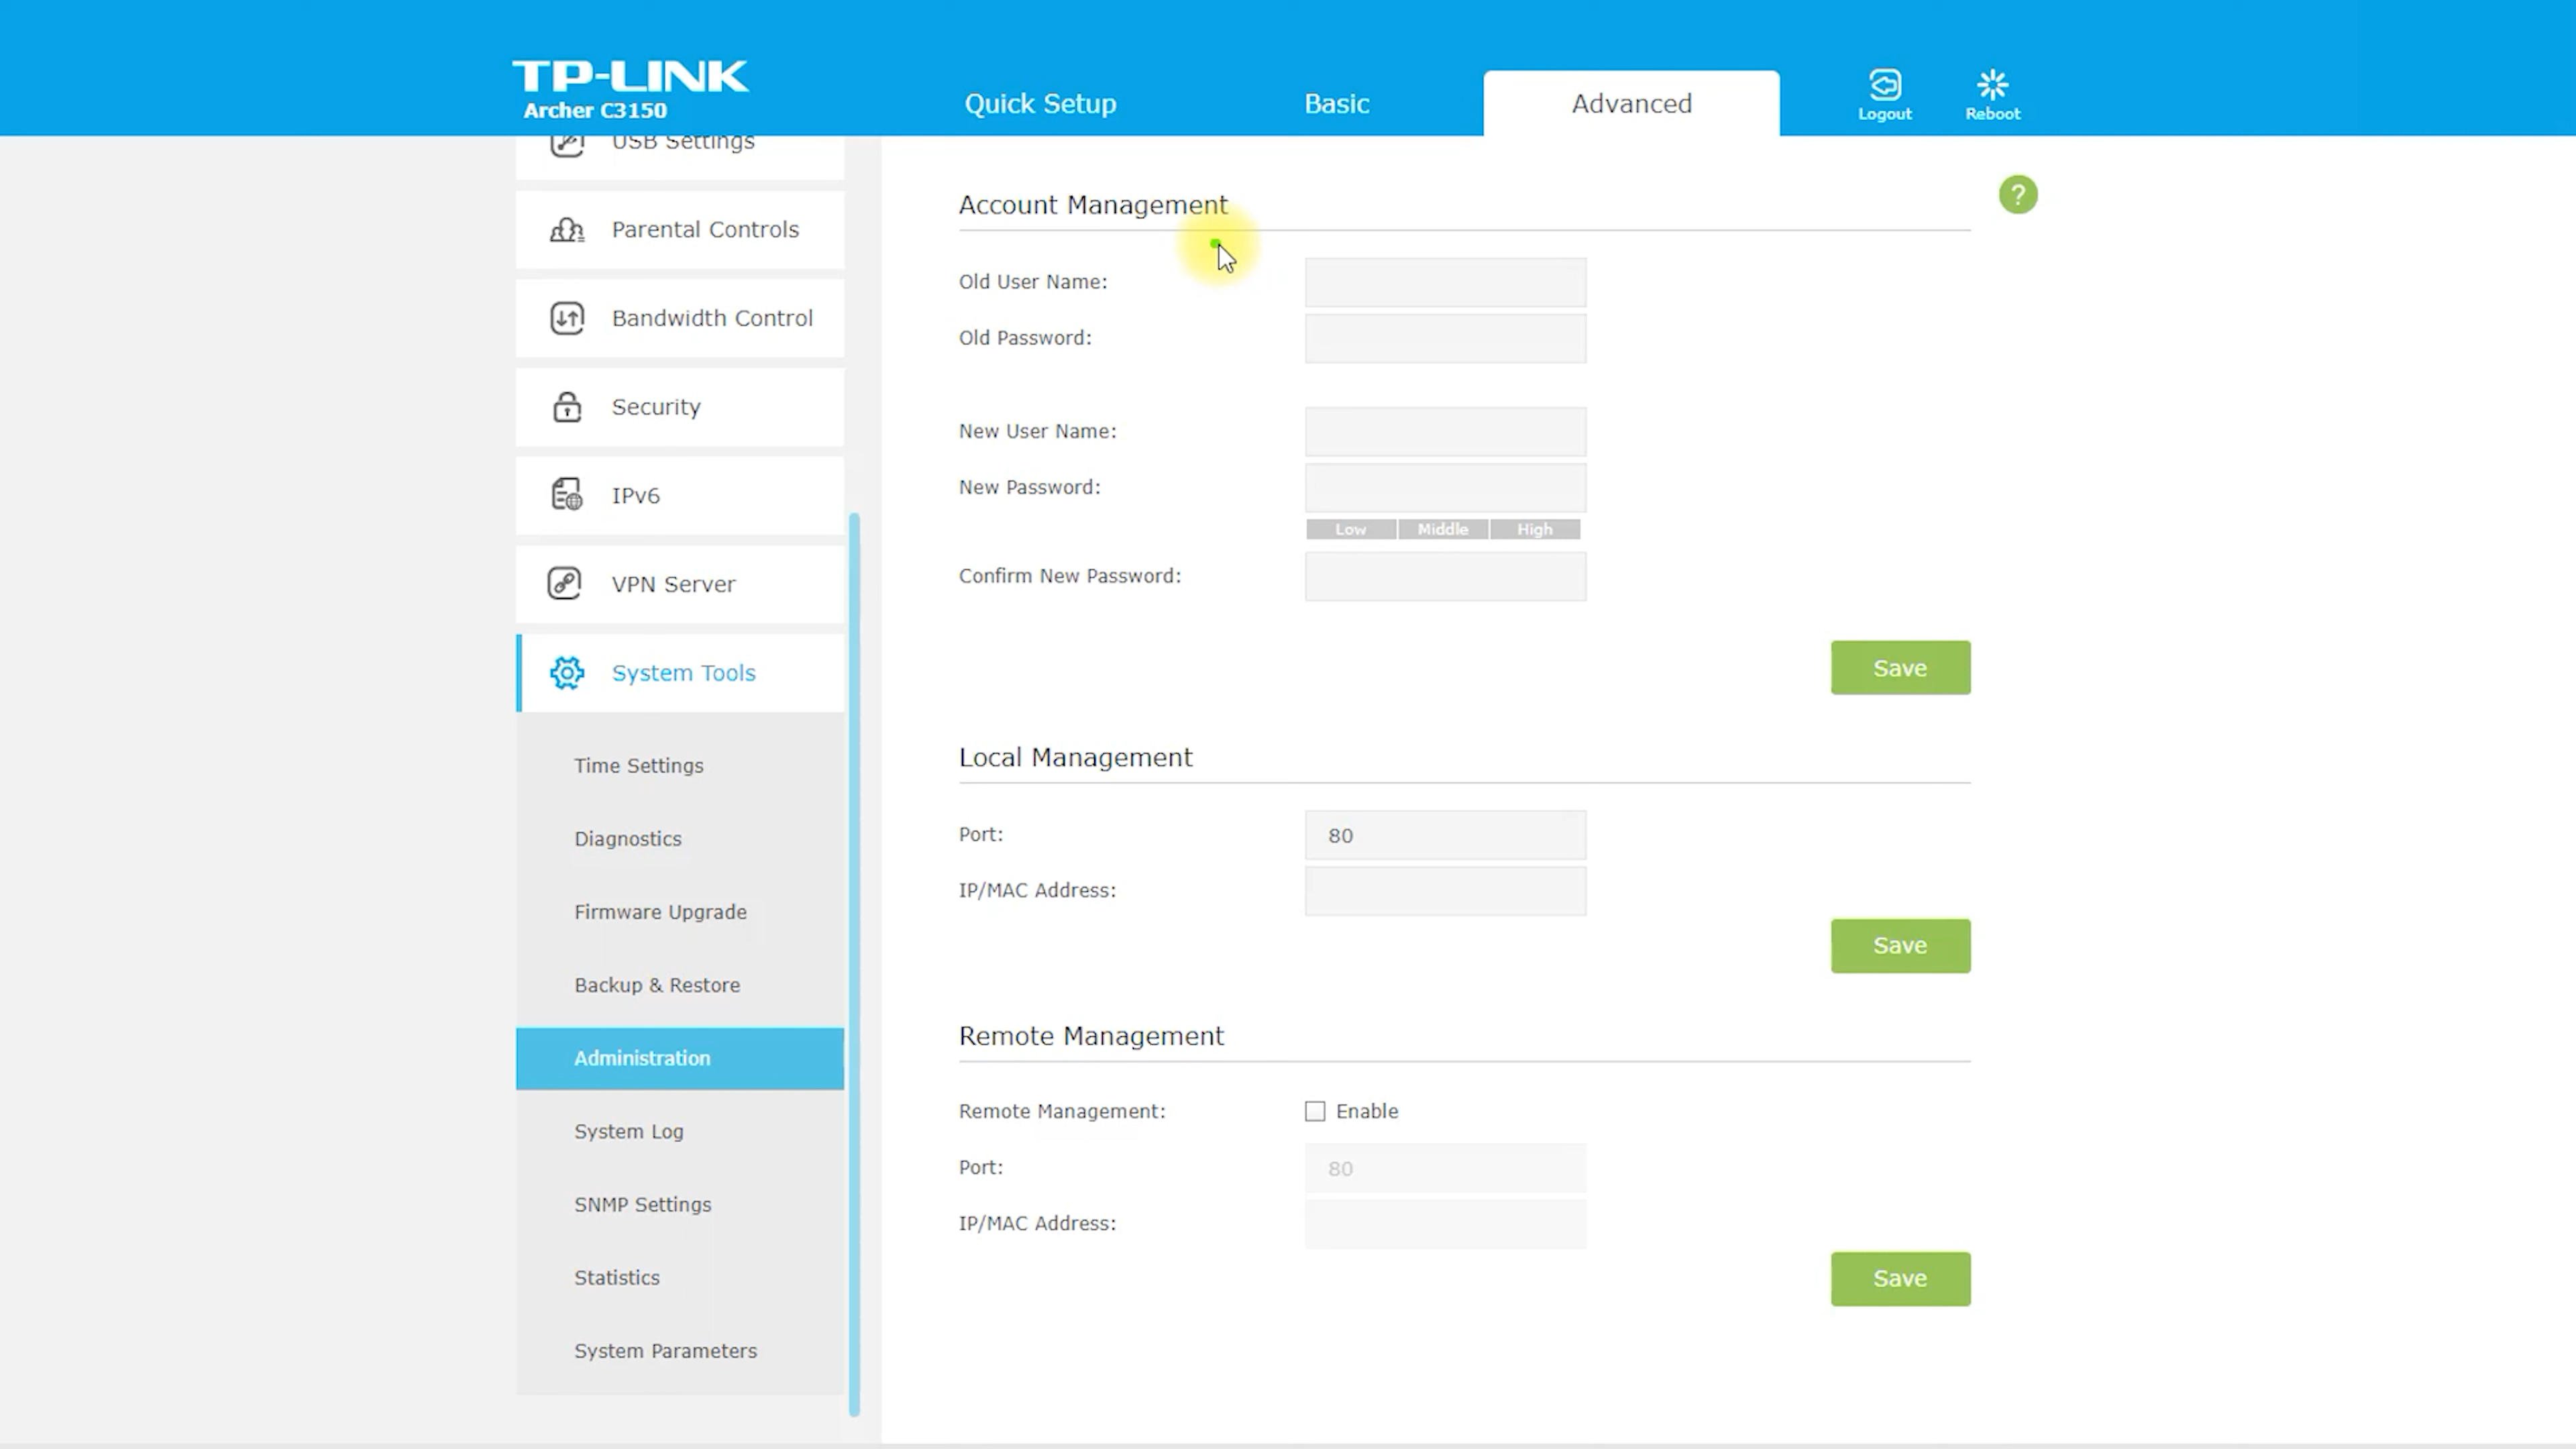 TP-LINK
Archer C3150
Quick Setup
Basic
Advanced
Logout
Reboot
USB Settings
Parental Controls
Bandwidth Control
Security
IPv6
VPN Server
System Tools
Time Settings
Diagnostics
Firmware Upgrade
Backup & Restore
Administration
System Log
SNMP Settings
Statistics
System Parameters
Account Management
?
Old User Name:
Old Password:
New User Name:
New Password:
Low Middle High
Confirm New Password:
Save
Local Management
Port: 80
IP/MAC Address:
Save
Remote Management
Remote Management: Enable
Port: 80
IP/MAC Address:
Save